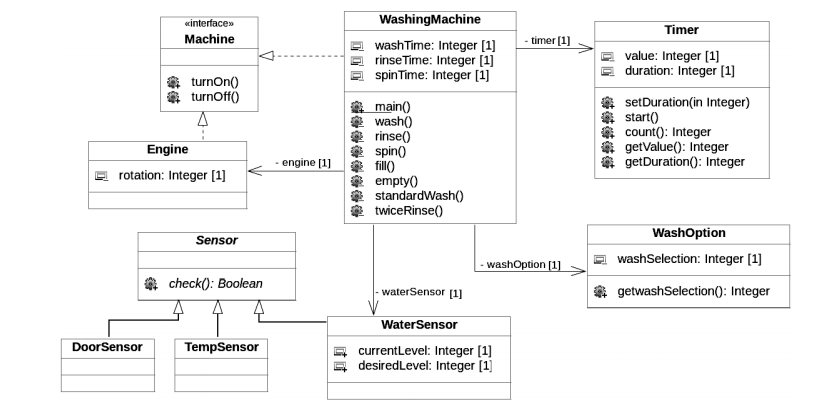 «interface»
Machine
turnOn()
turnOff()
WashingMachine
washTime: Integer [1]
rinseTime: Integer [1]
spinTime: Integer [1]
main()
wash()
rinse()
spin()
fill()
empty()
standardWash()
twiceRinse()
- timer [1]
Timer
value: Integer [1]
duration: Integer [1]
setDuration(in Integer)
start()
count(): Integer
getValue(): Integer
getDuration(): Integer
Engine
rotation: Integer [1]
- engine [1]
Sensor
check(): Boolean
- waterSensor [1]
- washOption [1]
WashOption
washSelection: Integer [1]
getwashSelection(): Integer
DoorSensor
TempSensor
WaterSensor
currentLevel: Integer [1]
desiredLevel: Integer [1]